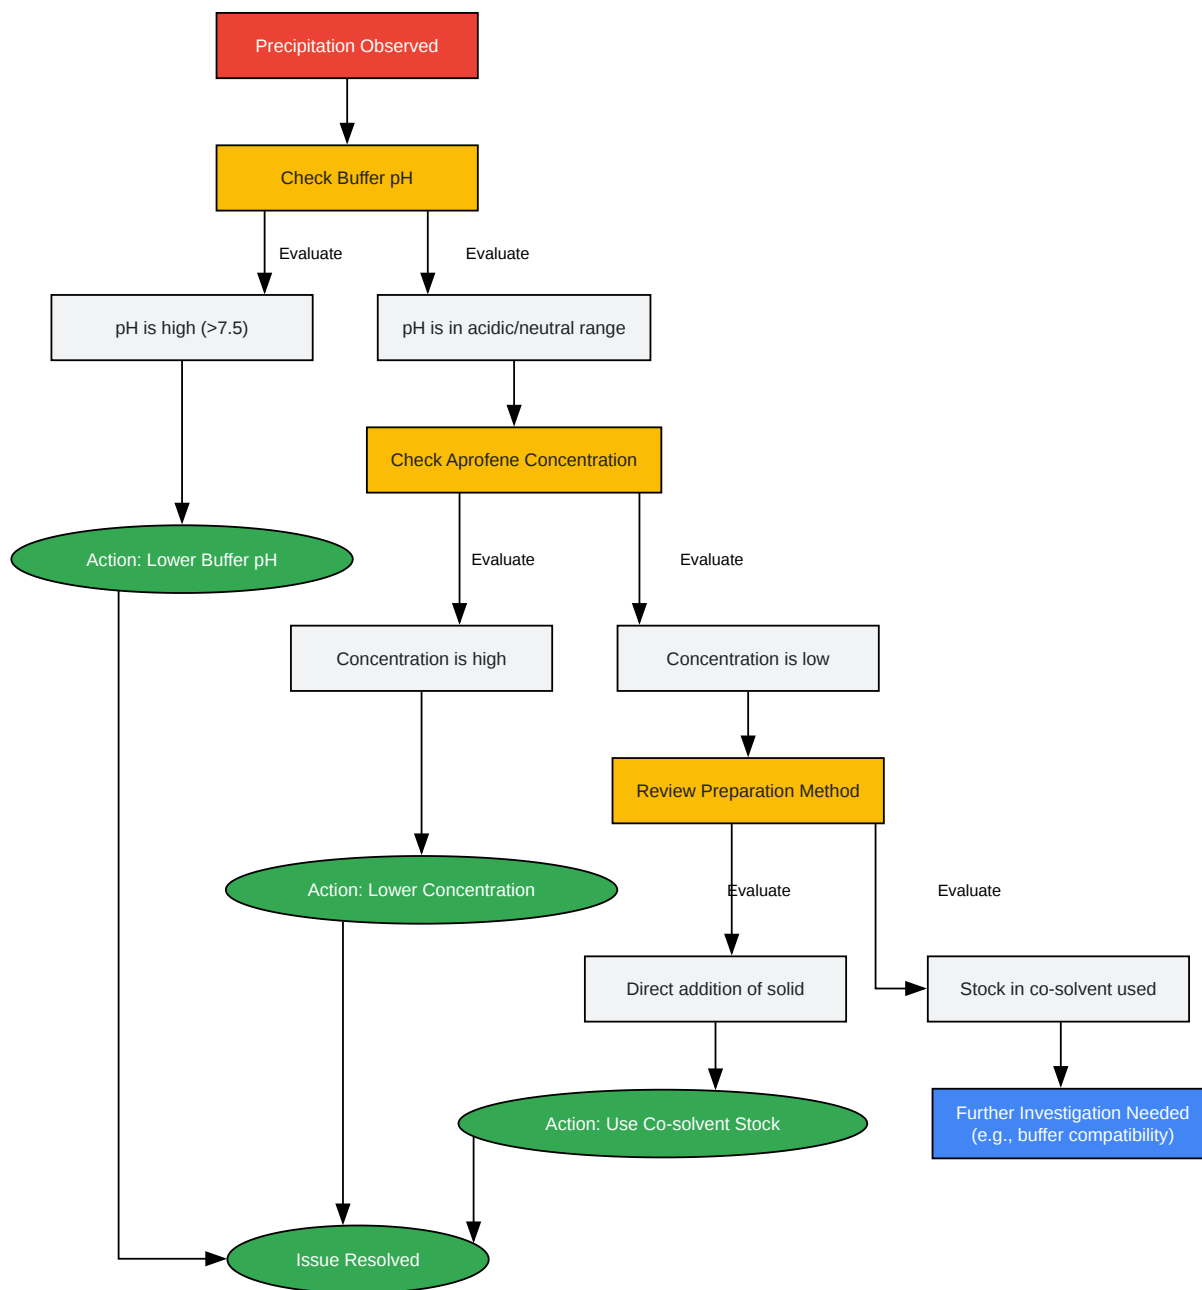 Precipitation Observed
Check Buffer pH
Evaluate
Evaluate
pH is high (>7.5)
pH is in acidic/neutral range
Check Aprofene Concentration
Action: Lower Buffer pH
Evaluate
Evaluate
Concentration is high
Concentration is low
Review Preparation Method
Action: Lower Concentration
Evaluate
Evaluate
Direct addition of solid
Stock in co-solvent used
Action: Use Co-solvent Stock
Further Investigation Needed
(e.g., buffer compatibility)
Issue Resolved